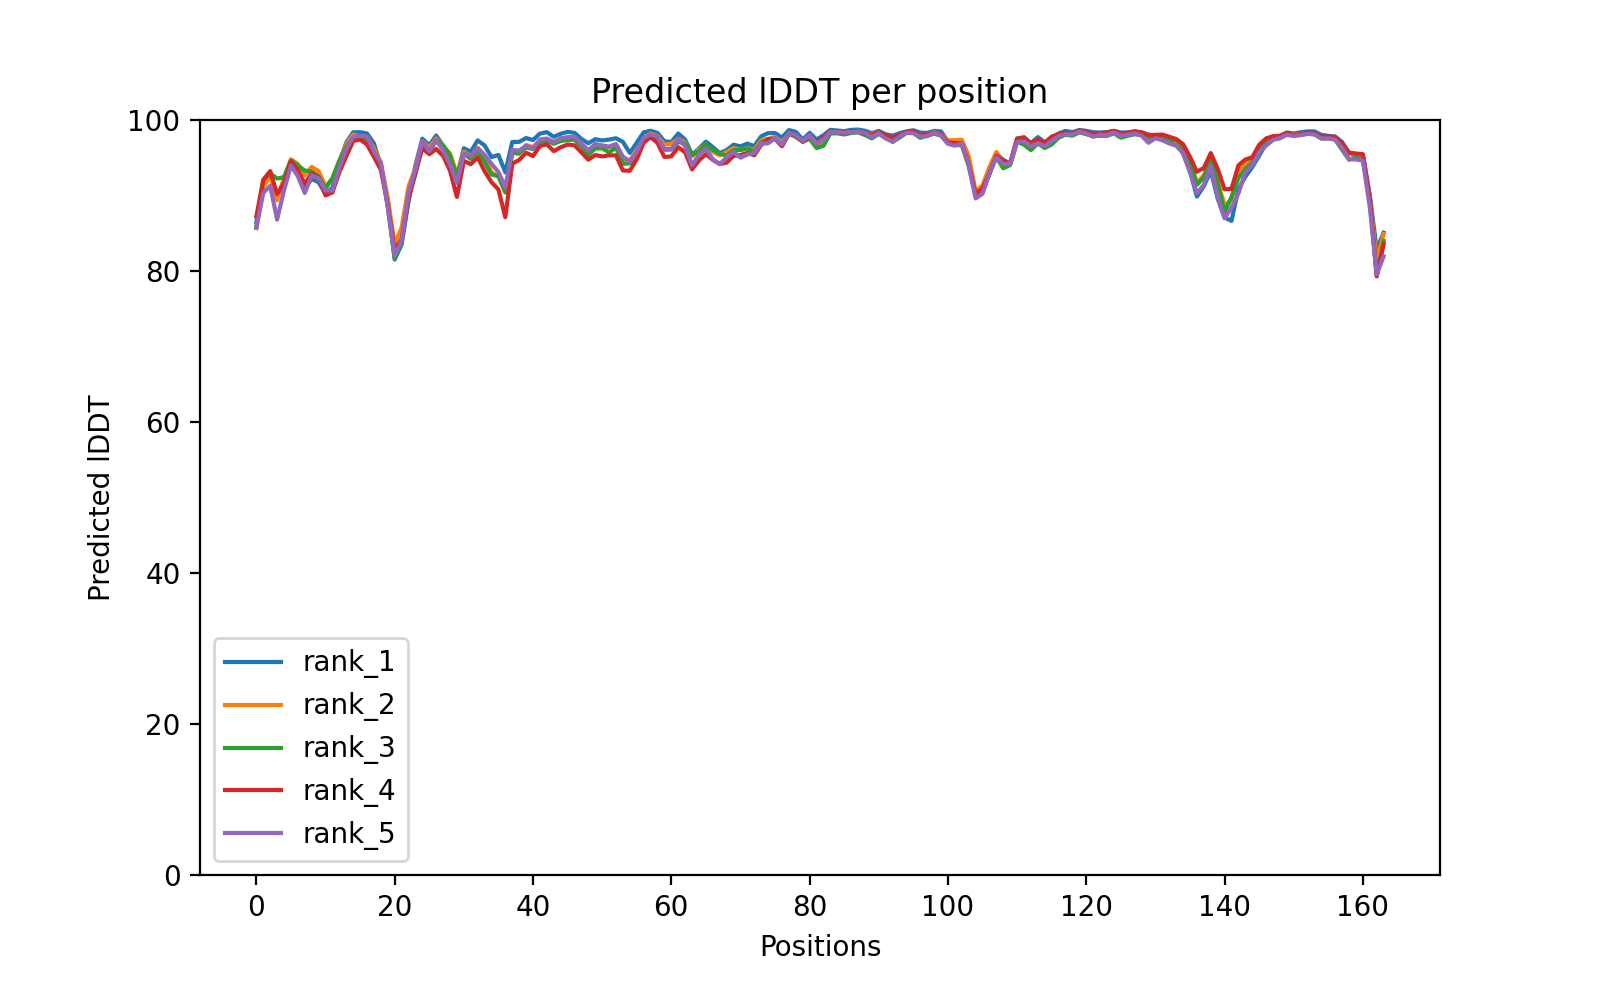 Predicted lDDT per position
100
80
60
40
20
0
Predicted lDDT
rank_1
rank_2
rank_3
rank_4
rank_5
0 20 40 60 80 100 120 140 160
Positions